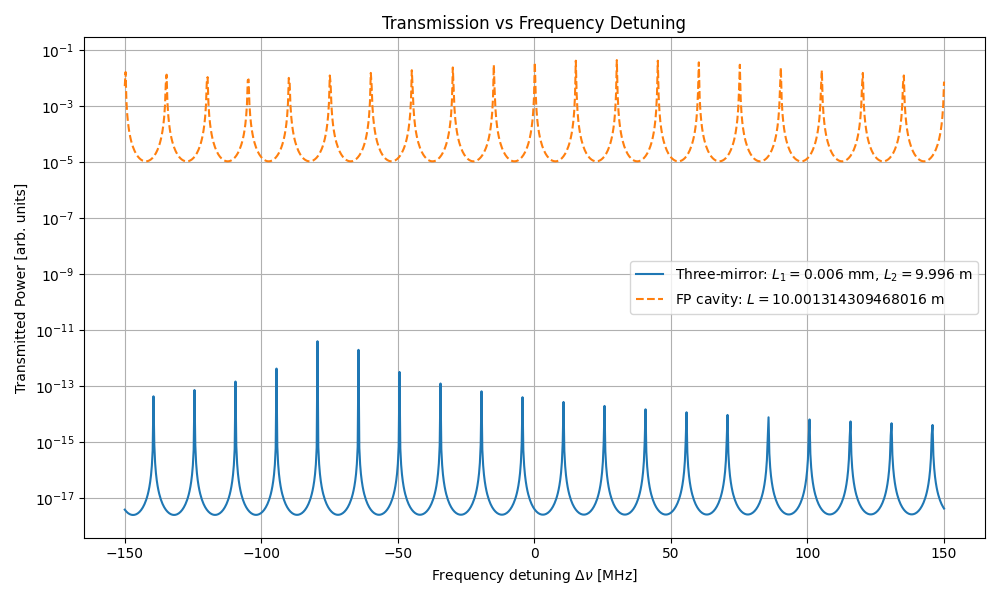 Transmission vs Frequency Detuning
Transmitted Power [arb. units]
10⁻¹
10⁻³
10⁻⁵
10⁻⁷
10⁻⁹
10⁻¹¹
10⁻¹³
10⁻¹⁵
10⁻¹⁷
Three-mirror: L₁ = 0.006 mm, L₂ = 9.996 m
FP cavity: L = 10.001314309468016 m
−150 −100 −50 0 50 100 150
Frequency detuning Δν [MHz]